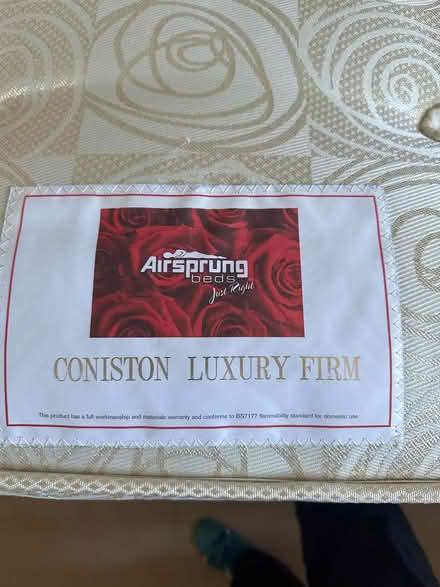 Airsprung
beds
Just Right
CONISTON LUXURY FIRM
This product has a full workmanship and materials warranty and conforms to BS7177 flammability standard for domestic use